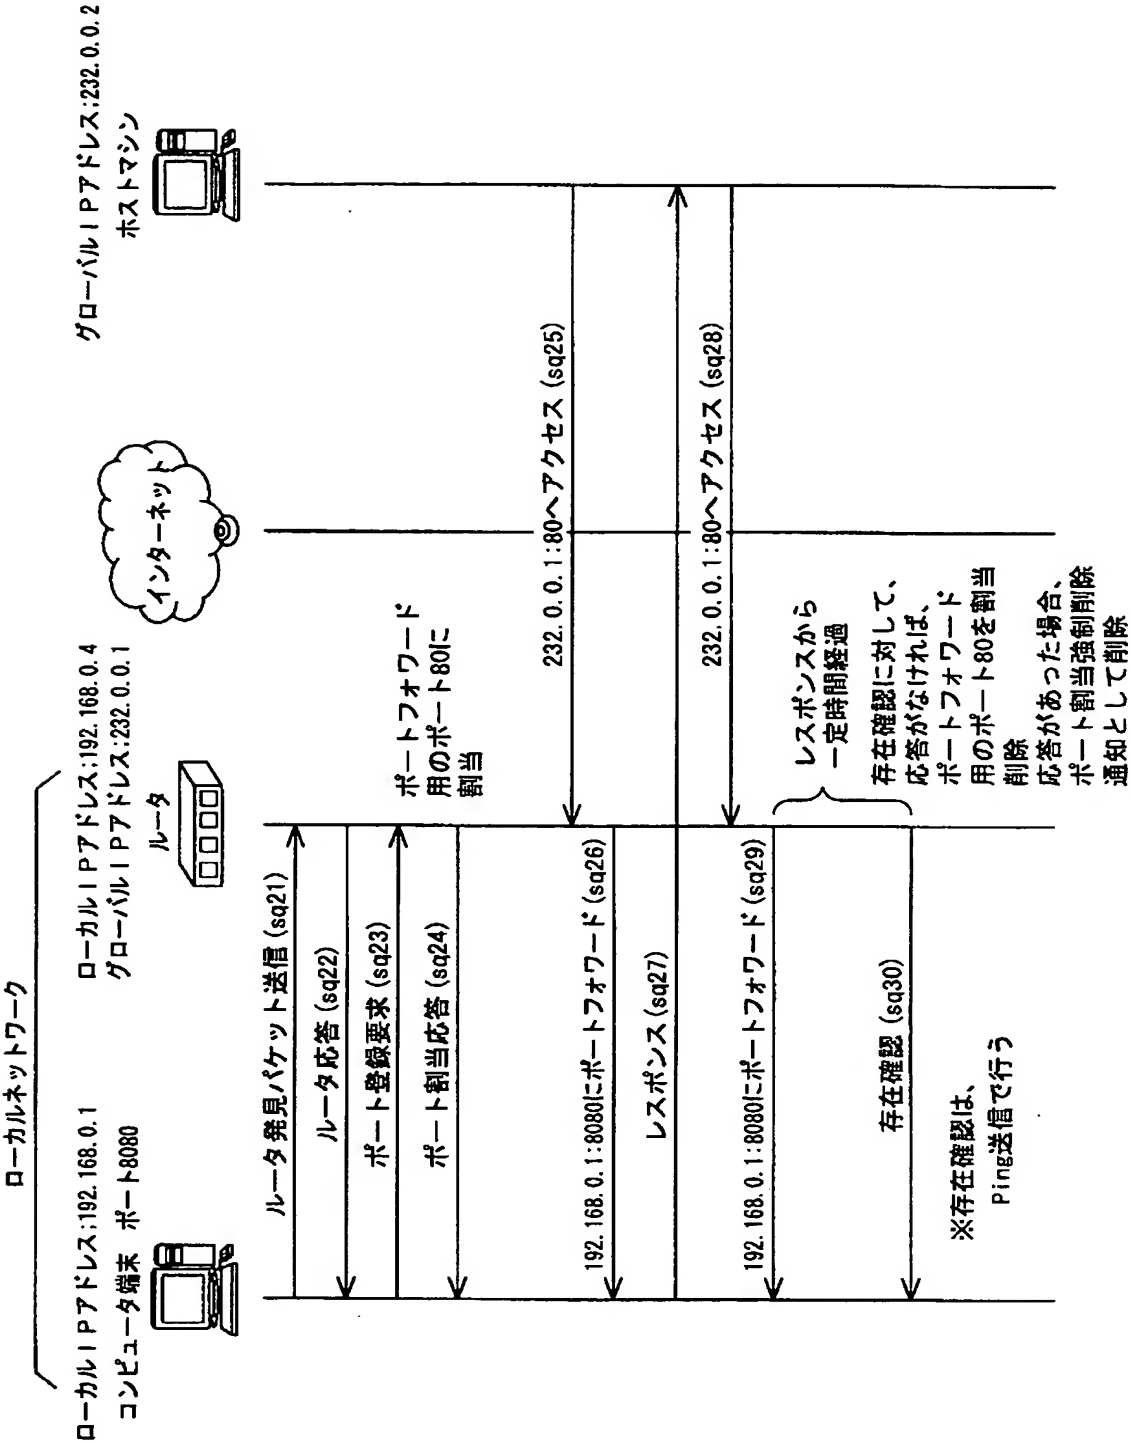 ローカルネットワーク
ローカルIPアドレス:192.168.0.1
コンピュータ端末 ポート8080
ローカルIPアドレス:192.168.0.4
グローバルIPアドレス:232.0.0.1
ルータ
インターネット
グローバルIPアドレス:232.0.0.2
ホストマシン
ルータ発見パケット送信(sq21)
ルータ応答(sq22)
ポート登録要求(sq23)
ポート割当応答(sq24)
ポートフォワード
用のポート80に
割当
232.0.0.1:80へアクセス(sq25)
192.168.0.1:8080にポートフォワード(sq26)
レスポンス(sq27)
232.0.0.1:80へアクセス(sq28)
192.168.0.1:8080にポートフォワード(sq29)
レスポンスから
一定時間経過
存在確認(sq30)
存在確認に対して、
応答がなければ、
ポートフォワード
用のポート80を割当
削除
応答があった場合、
ポート割当強制削除
通知として削除
※存在確認は、
Ping送信で行う